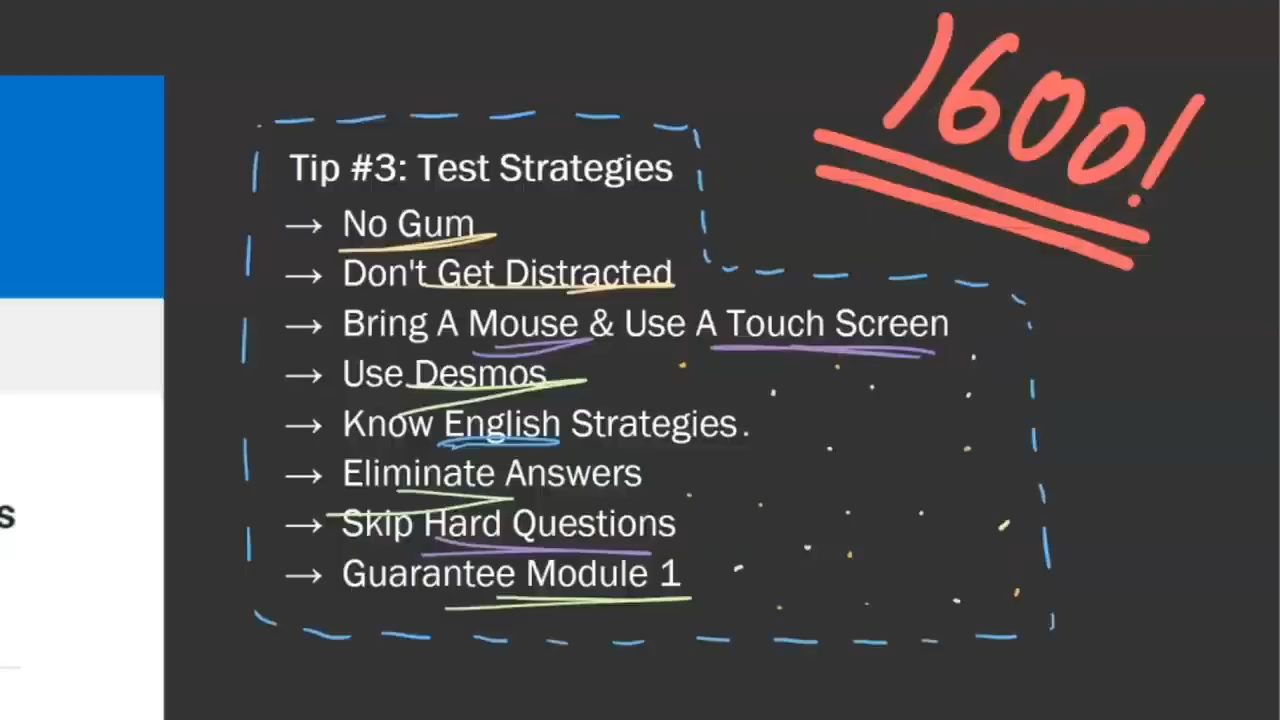 1600!
Tip #3: Test Strategies
→ No Gum
→ Don't Get Distracted
→ Bring A Mouse & Use A Touch Screen
→ Use Desmos
→ Know English Strategies.
→ Eliminate Answers
→ Skip Hard Questions
→ Guarantee Module 1
s